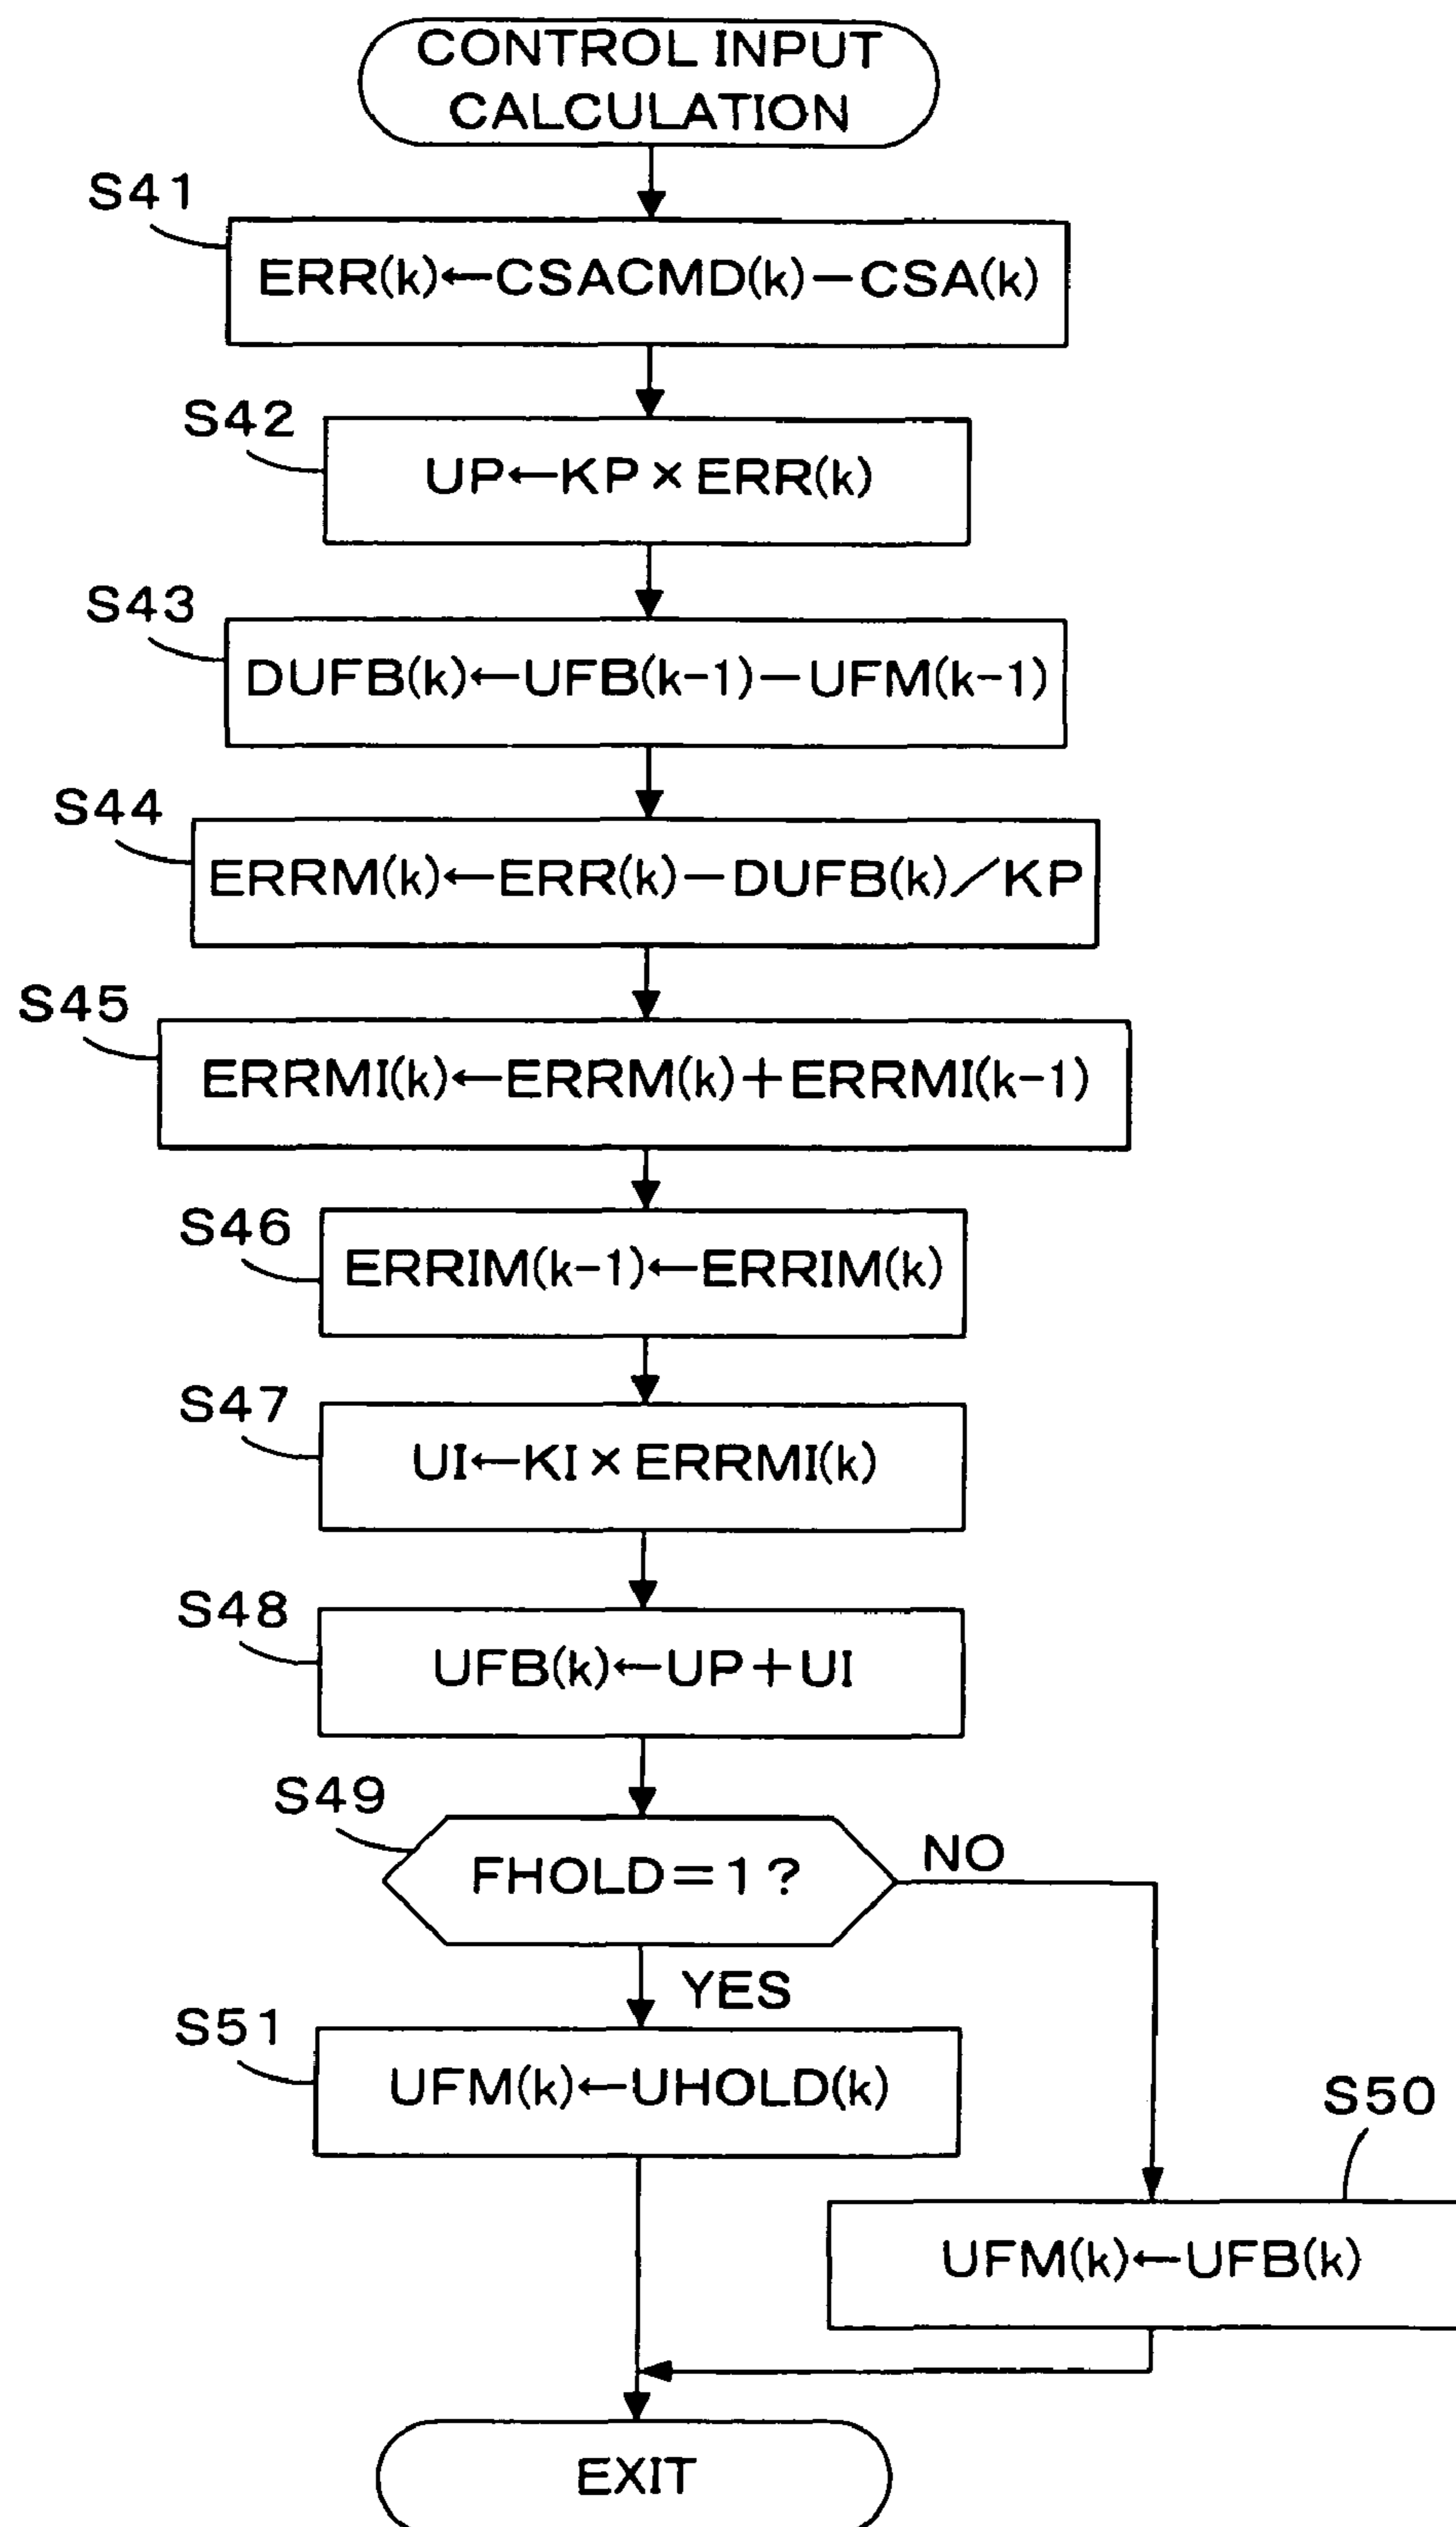 CONTROL INPUT
CALCULATION
S41
ERR(k)←CSACMD(k)−CSA(k)
S42
UP←KP×ERR(k)
S43
DUFB(k)←UFB(k-1)−UFM(k-1)
S44
ERRM(k)←ERR(k)−DUFB(k)/KP
S45
ERRMI(k)←ERRM(k)+ERRMI(k-1)
S46
ERRIM(k-1)←ERRIM(k)
S47
UI←KI×ERRMI(k)
S48
UFB(k)←UP+UI
S49
FHOLD=1?
NO
YES
S51
UFM(k)←UHOLD(k)
S50
UFM(k)←UFB(k)
EXIT